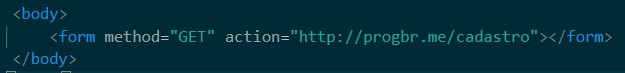 <body>
<form method="GET" action="http://progbr.me/cadastro"></form>
</body>